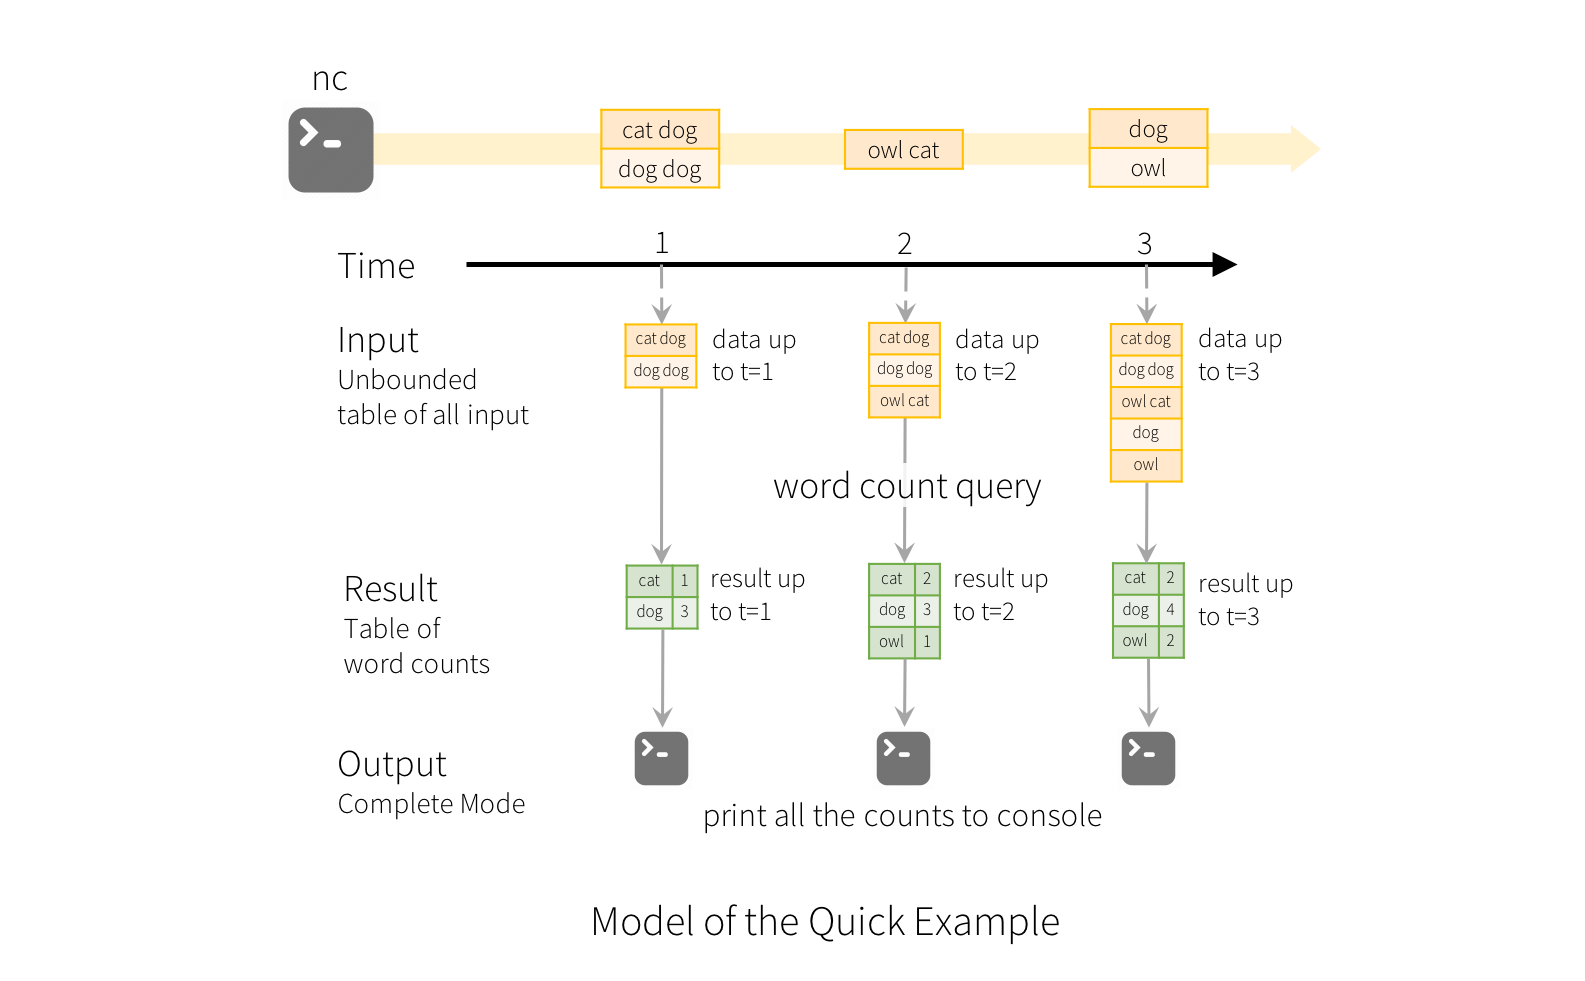 nc
cat dog
dog dog
owl cat
dog
owl
Time
1
2
3
Input
Unbounded
table of all input
cat dog
dog dog
data up
to t=1
cat dog
dog dog
owl cat
data up
to t=2
cat dog
dog dog
owl cat
dog
owl
data up
to t=3
word count query
Result
Table of
word counts
cat 1
dog 3
result up
to t=1
cat 2
dog 3
owl 1
result up
to t=2
cat 2
dog 4
owl 2
result up
to t=3
Output
Complete Mode
print all the counts to console
Model of the Quick Example